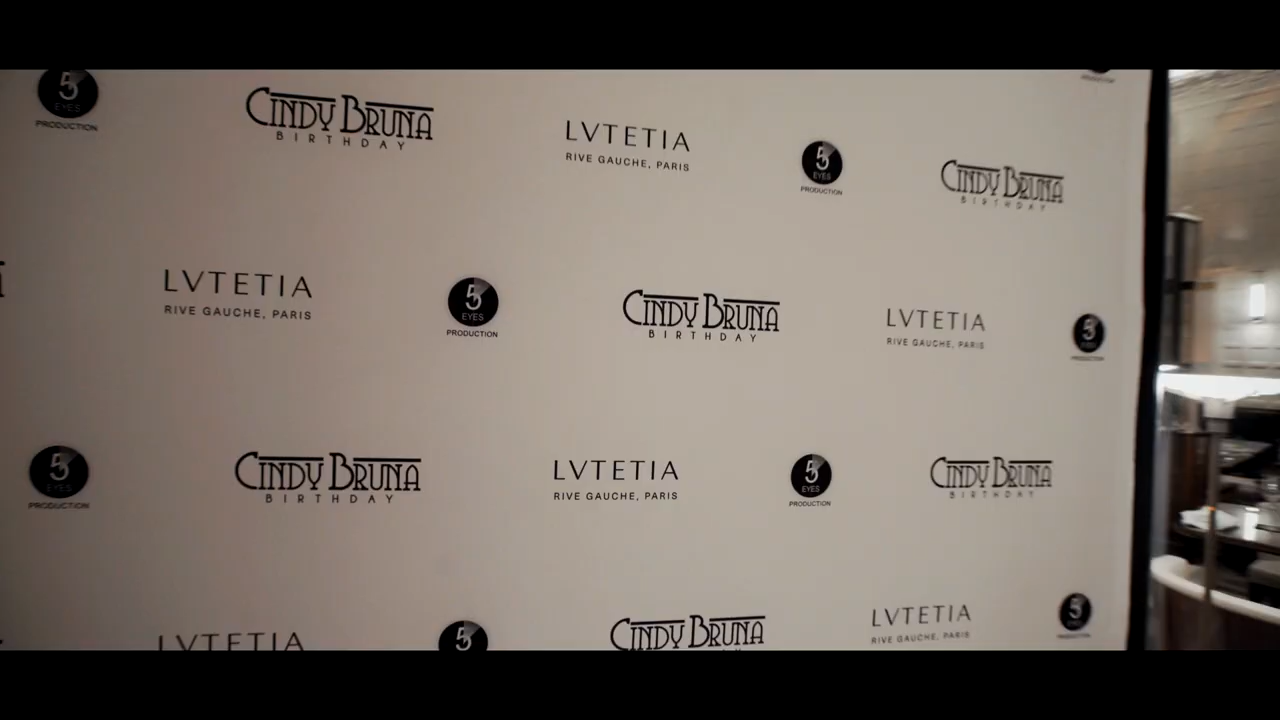 5
EYES
PRODUCTION
CINDY BRUNA
BIRTHDAY
LVTETIA
RIVE GAUCHE, PARIS
5
EYES
PRODUCTION
CINDY BRUNA
BIRTHDAY
LVTETIA
RIVE GAUCHE, PARIS
5
EYES
PRODUCTION
CINDY BRUNA
BIRTHDAY
LVTETIA
RIVE GAUCHE, PARIS
5
EYES
PRODUCTION
5
EYES
PRODUCTION
CINDY BRUNA
BIRTHDAY
LVTETIA
RIVE GAUCHE, PARIS
5
EYES
PRODUCTION
CINDY BRUNA
BIRTHDAY
LVTETIA
5
CINDY BRUNA
LVTETIA
RIVE GAUCHE, PARIS
5
PRODUCTION